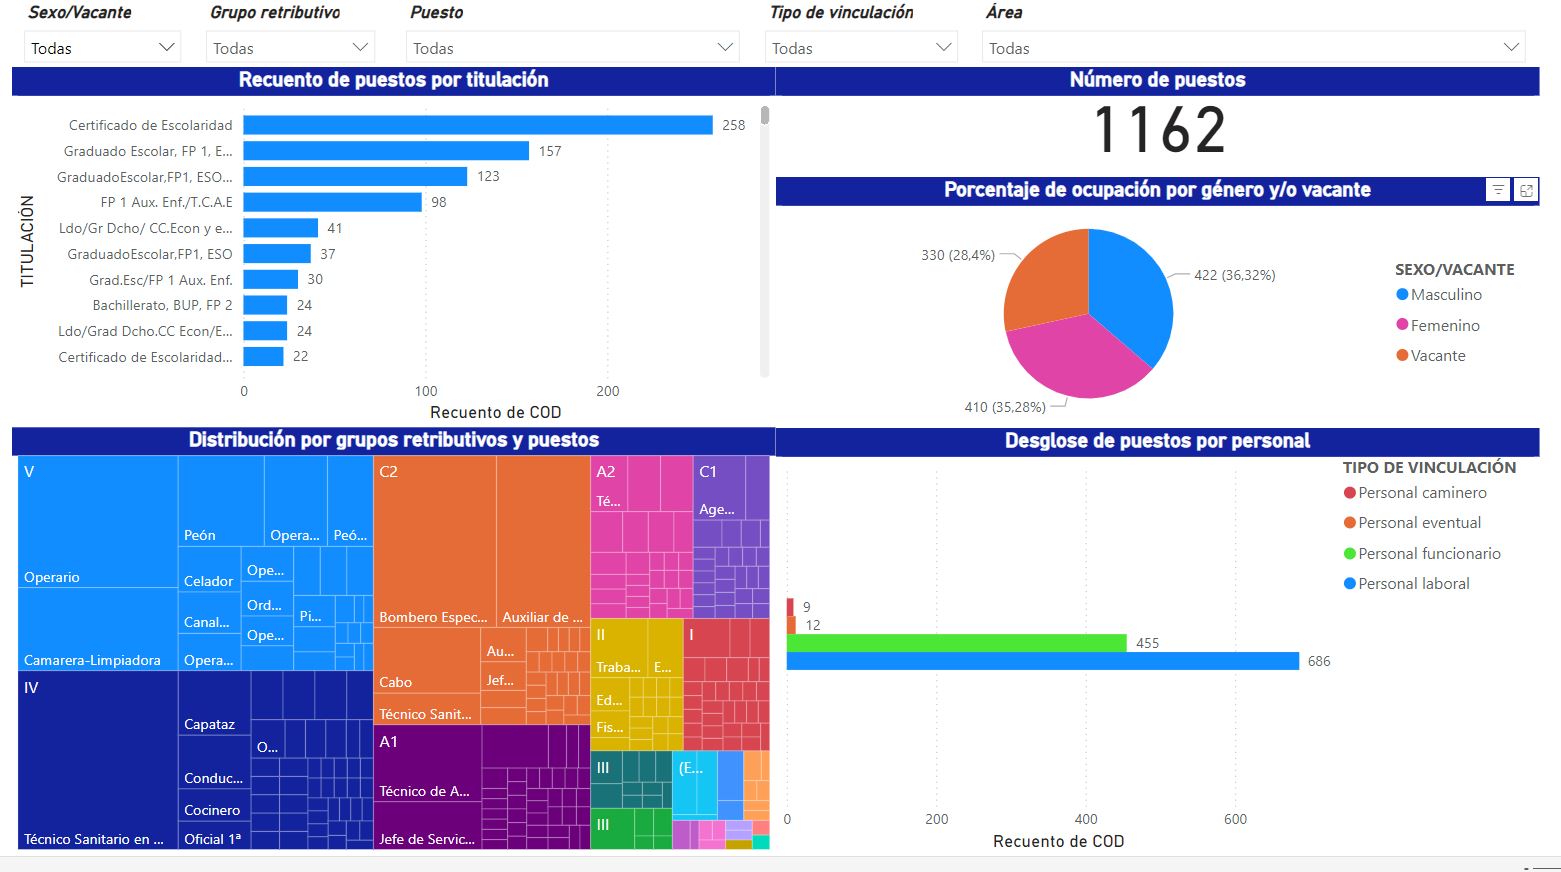 Sexo/Vacante
Grupo retributivo
Puesto
Tipo de vinculación
Área
Todas
Todas
Todas
Todas
Todas
Recuento de puestos por titulación
TITULACIÓN
Certificado de Escolaridad
258
Graduado Escolar, FP 1, E...
157
GraduadoEscolar,FP1, ESO...
123
FP 1 Aux. Enf./T.C.A.E
98
Ldo/Gr Dcho/ CC.Econ y e...
41
GraduadoEscolar,FP1, ESO
37
Grad.Esc/FP 1 Aux. Enf.
30
Bachillerato, BUP, FP 2
24
Ldo/Grad Dcho.CC Econ/E...
24
Certificado de Escolaridad...
22
0
100
200
Recuento de COD
Número de puestos
1162
Porcentaje de ocupación por género y/o vacante
330 (28,4%)
422 (36,32%)
410 (35,28%)
SEXO/VACANTE
Masculino
Femenino
Vacante
Distribución por grupos retributivos y puestos
V
Operario
Camarera-Limpiadora
Peón
Opera...
Peó...
Celador
Canal...
Opera...
Ope...
Ord...
Ope...
Pi...
IV
Técnico Sanitario en ...
Capataz
Conduc...
Cocinero
Oficial 1ª
O...
C2
Bombero Espec...
Auxiliar de ...
Cabo
Técnico Sanit...
Au...
Jef...
A1
Técnico de A...
Jefe de Servic...
A2
Té...
C1
Age...
II
Traba...
E...
Ed...
Fis...
I
III
III
(E...
Desglose de puestos por personal
TIPO DE VINCULACIÓN
Personal caminero
Personal eventual
Personal funcionario
Personal laboral
9
12
455
686
0
200
400
600
Recuento de COD